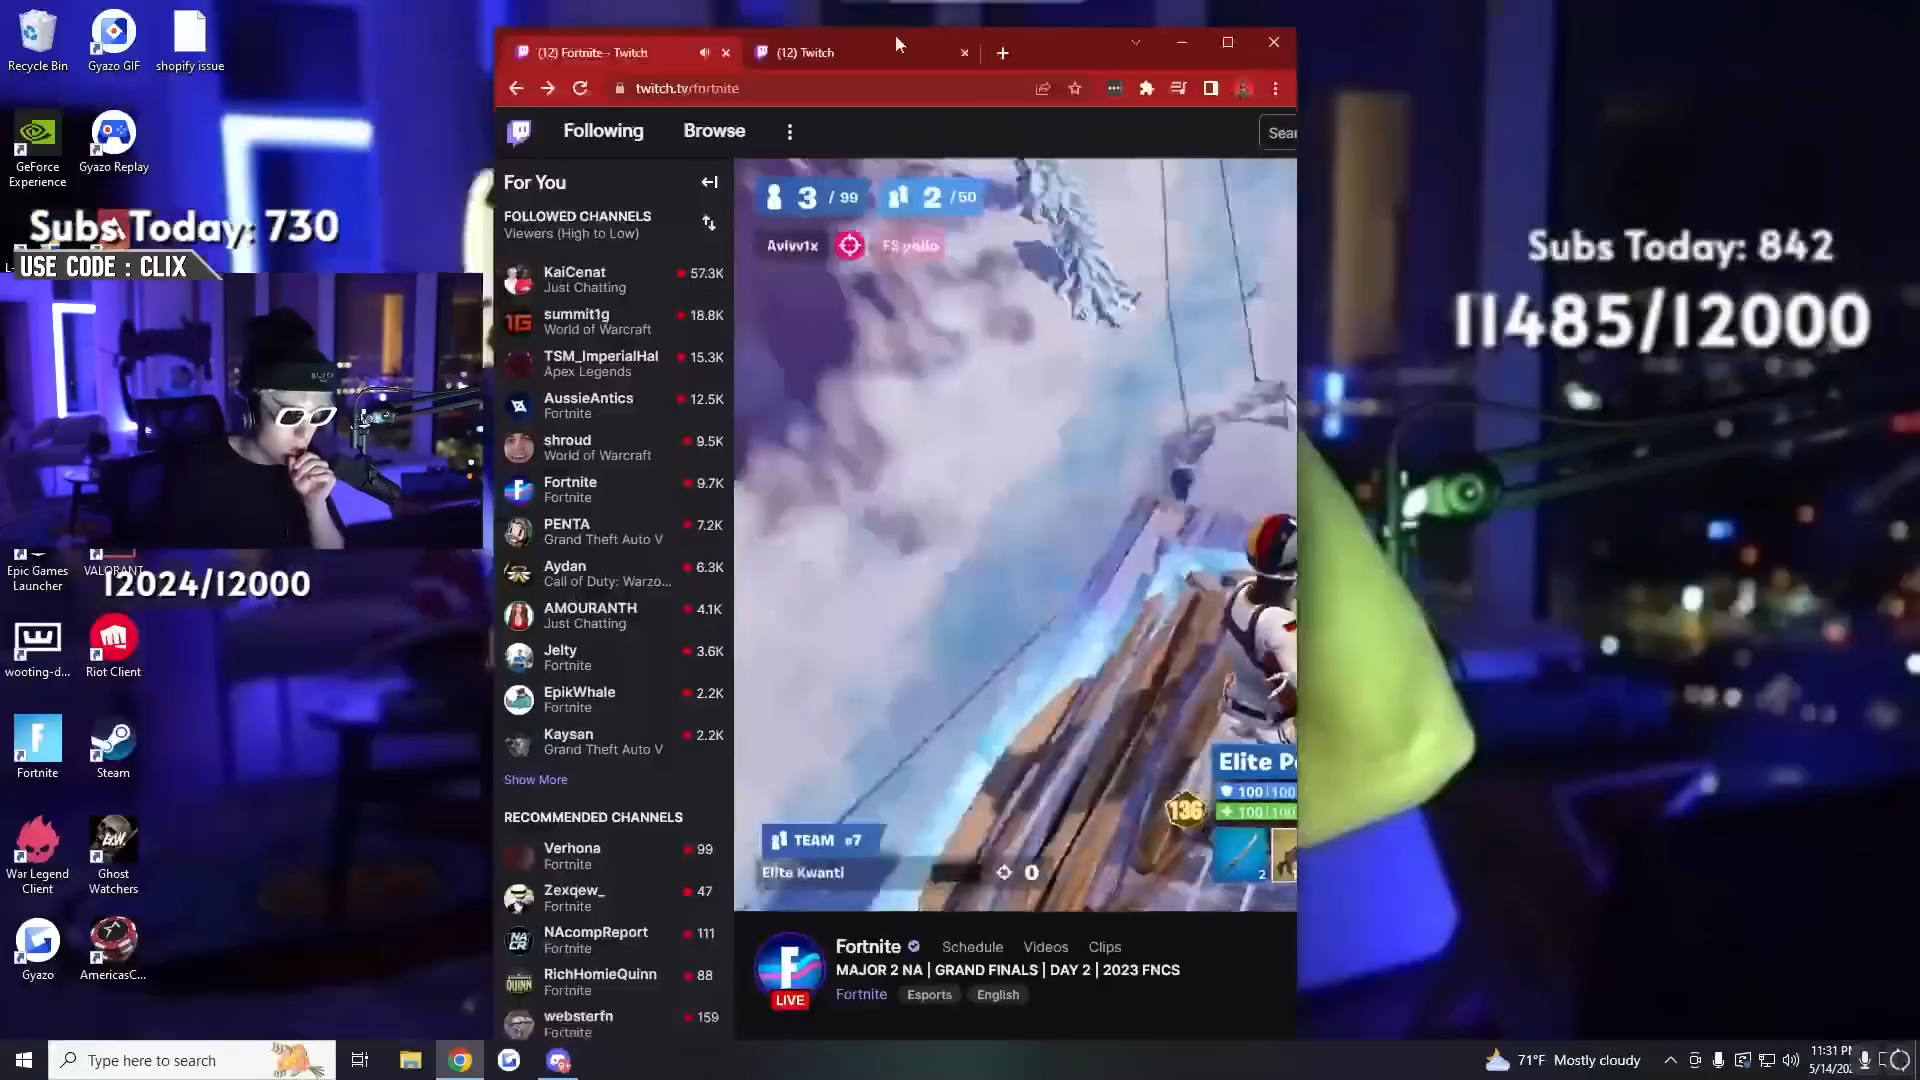 Recycle Bin
Gyazo GIF
shopify issue
GeForce Experience
Gyazo Replay
Subs Today: 730
USE CODE : CLIX
Epic Games Launcher
VALORANT
12024/12000
wooting-d...
Riot Client
Fortnite
Steam
War Legend Client
Ghost Watchers
Gyazo
AmericasC...
(12) Fortnite - Twitch
(12) Twitch
twitch.tv/fortnite
Following
Browse
For You
FOLLOWED CHANNELS
Viewers (High to Low)
KaiCenat
57.3K
Just Chatting
summit1g
18.8K
World of Warcraft
TSM_ImperialHal
15.3K
Apex Legends
AussieAntics
12.5K
Fortnite
shroud
9.5K
World of Warcraft
Fortnite
9.7K
Fortnite
PENTA
7.2K
Grand Theft Auto V
Aydan
6.3K
Call of Duty: Warzo...
AMOURANTH
4.1K
Just Chatting
Jelty
3.6K
Fortnite
EpikWhale
2.2K
Fortnite
Kaysan
2.2K
Grand Theft Auto V
Show More
RECOMMENDED CHANNELS
Verhona
99
Fortnite
Zexqew_
47
Fortnite
NAcompReport
111
Fortnite
RichHomieQuinn
88
Fortnite
websterfn
159
Fortnite
3 / 99
2 / 50
Avivv1x
FS yello
Elite
136
100|100
100|100
2
TEAM #7
Elite Kwanti
0
Fortnite
Schedule
Videos
Clips
MAJOR 2 NA | GRAND FINALS | DAY 2 | 2023 FNCS
LIVE
Fortnite
Esports
English
Subs Today: 842
11485/12000
Type here to search
9+
71°F Mostly cloudy
11:31